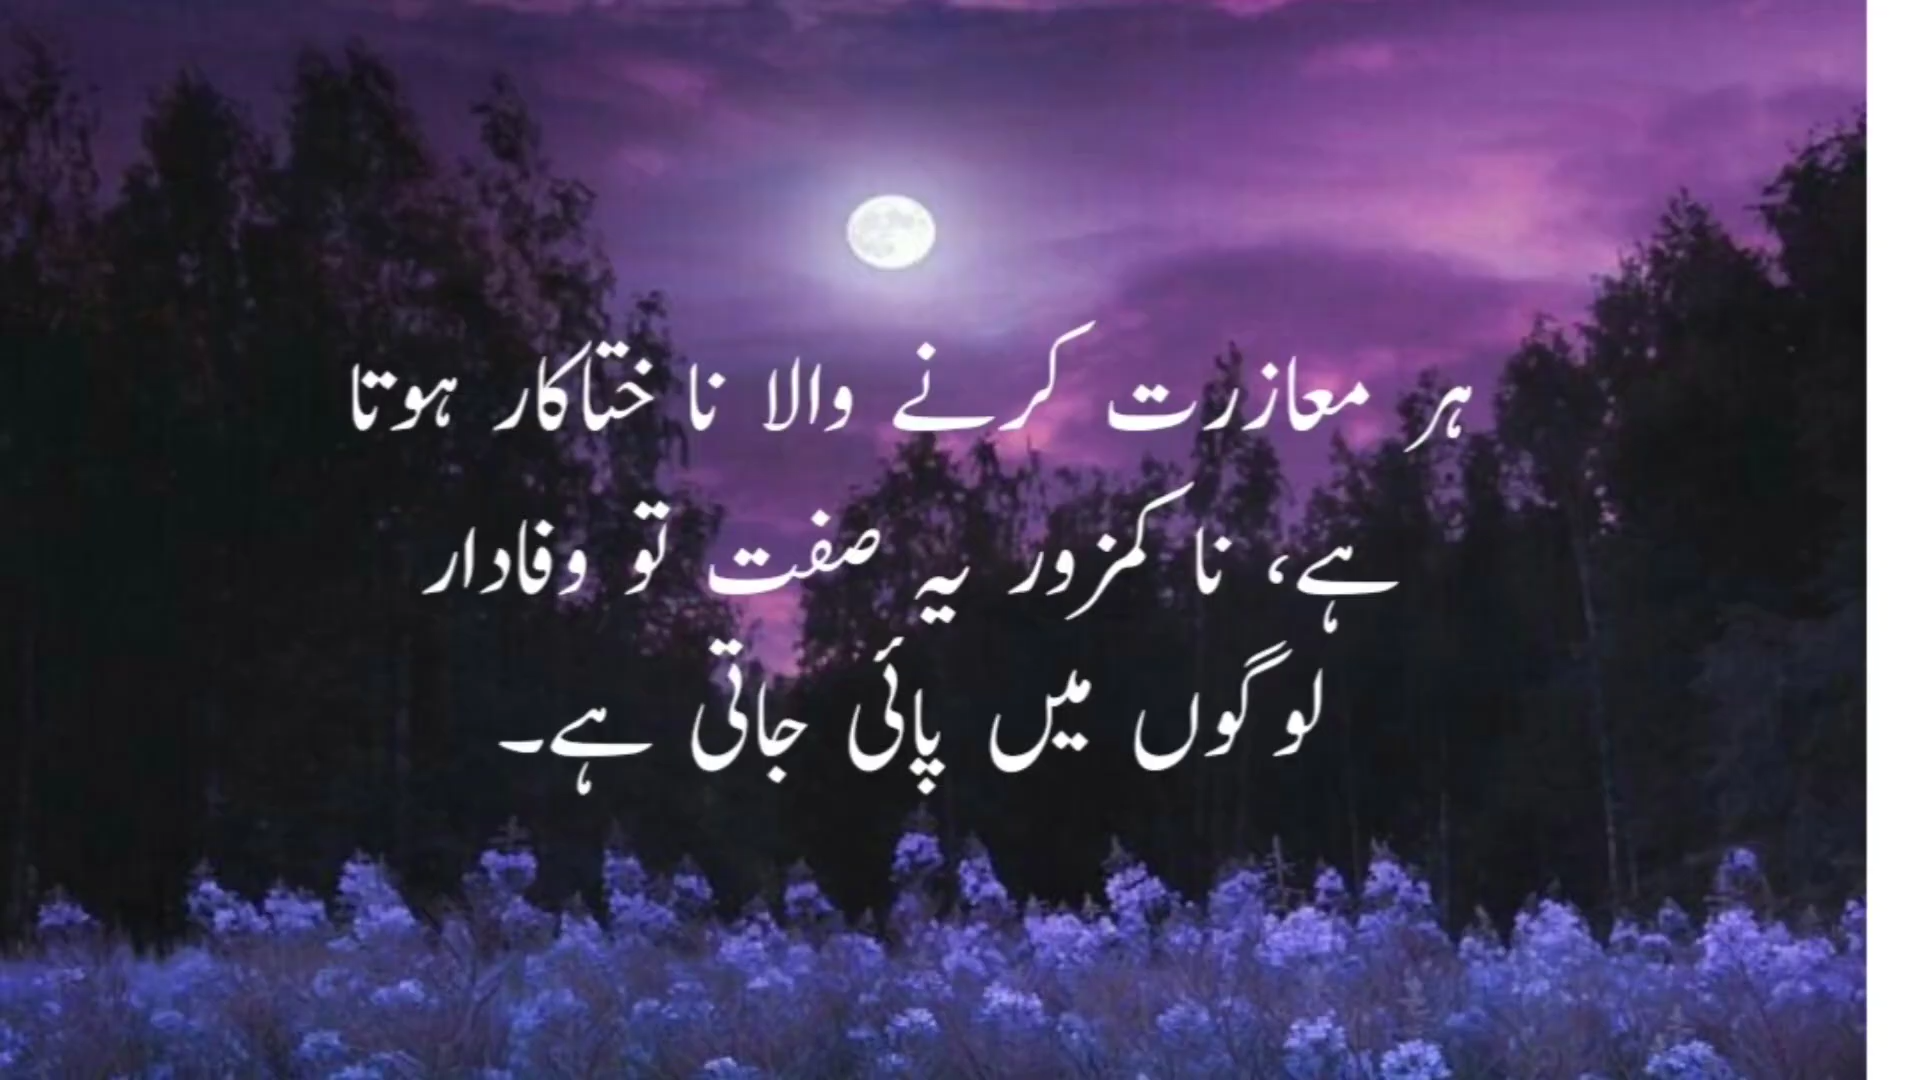 ہر معازرت کرنے والا نا ختاکار ہوتا
ہے، نا کمزور یہ صفت تو وفادار
لوگوں میں پائی جاتی ہے۔